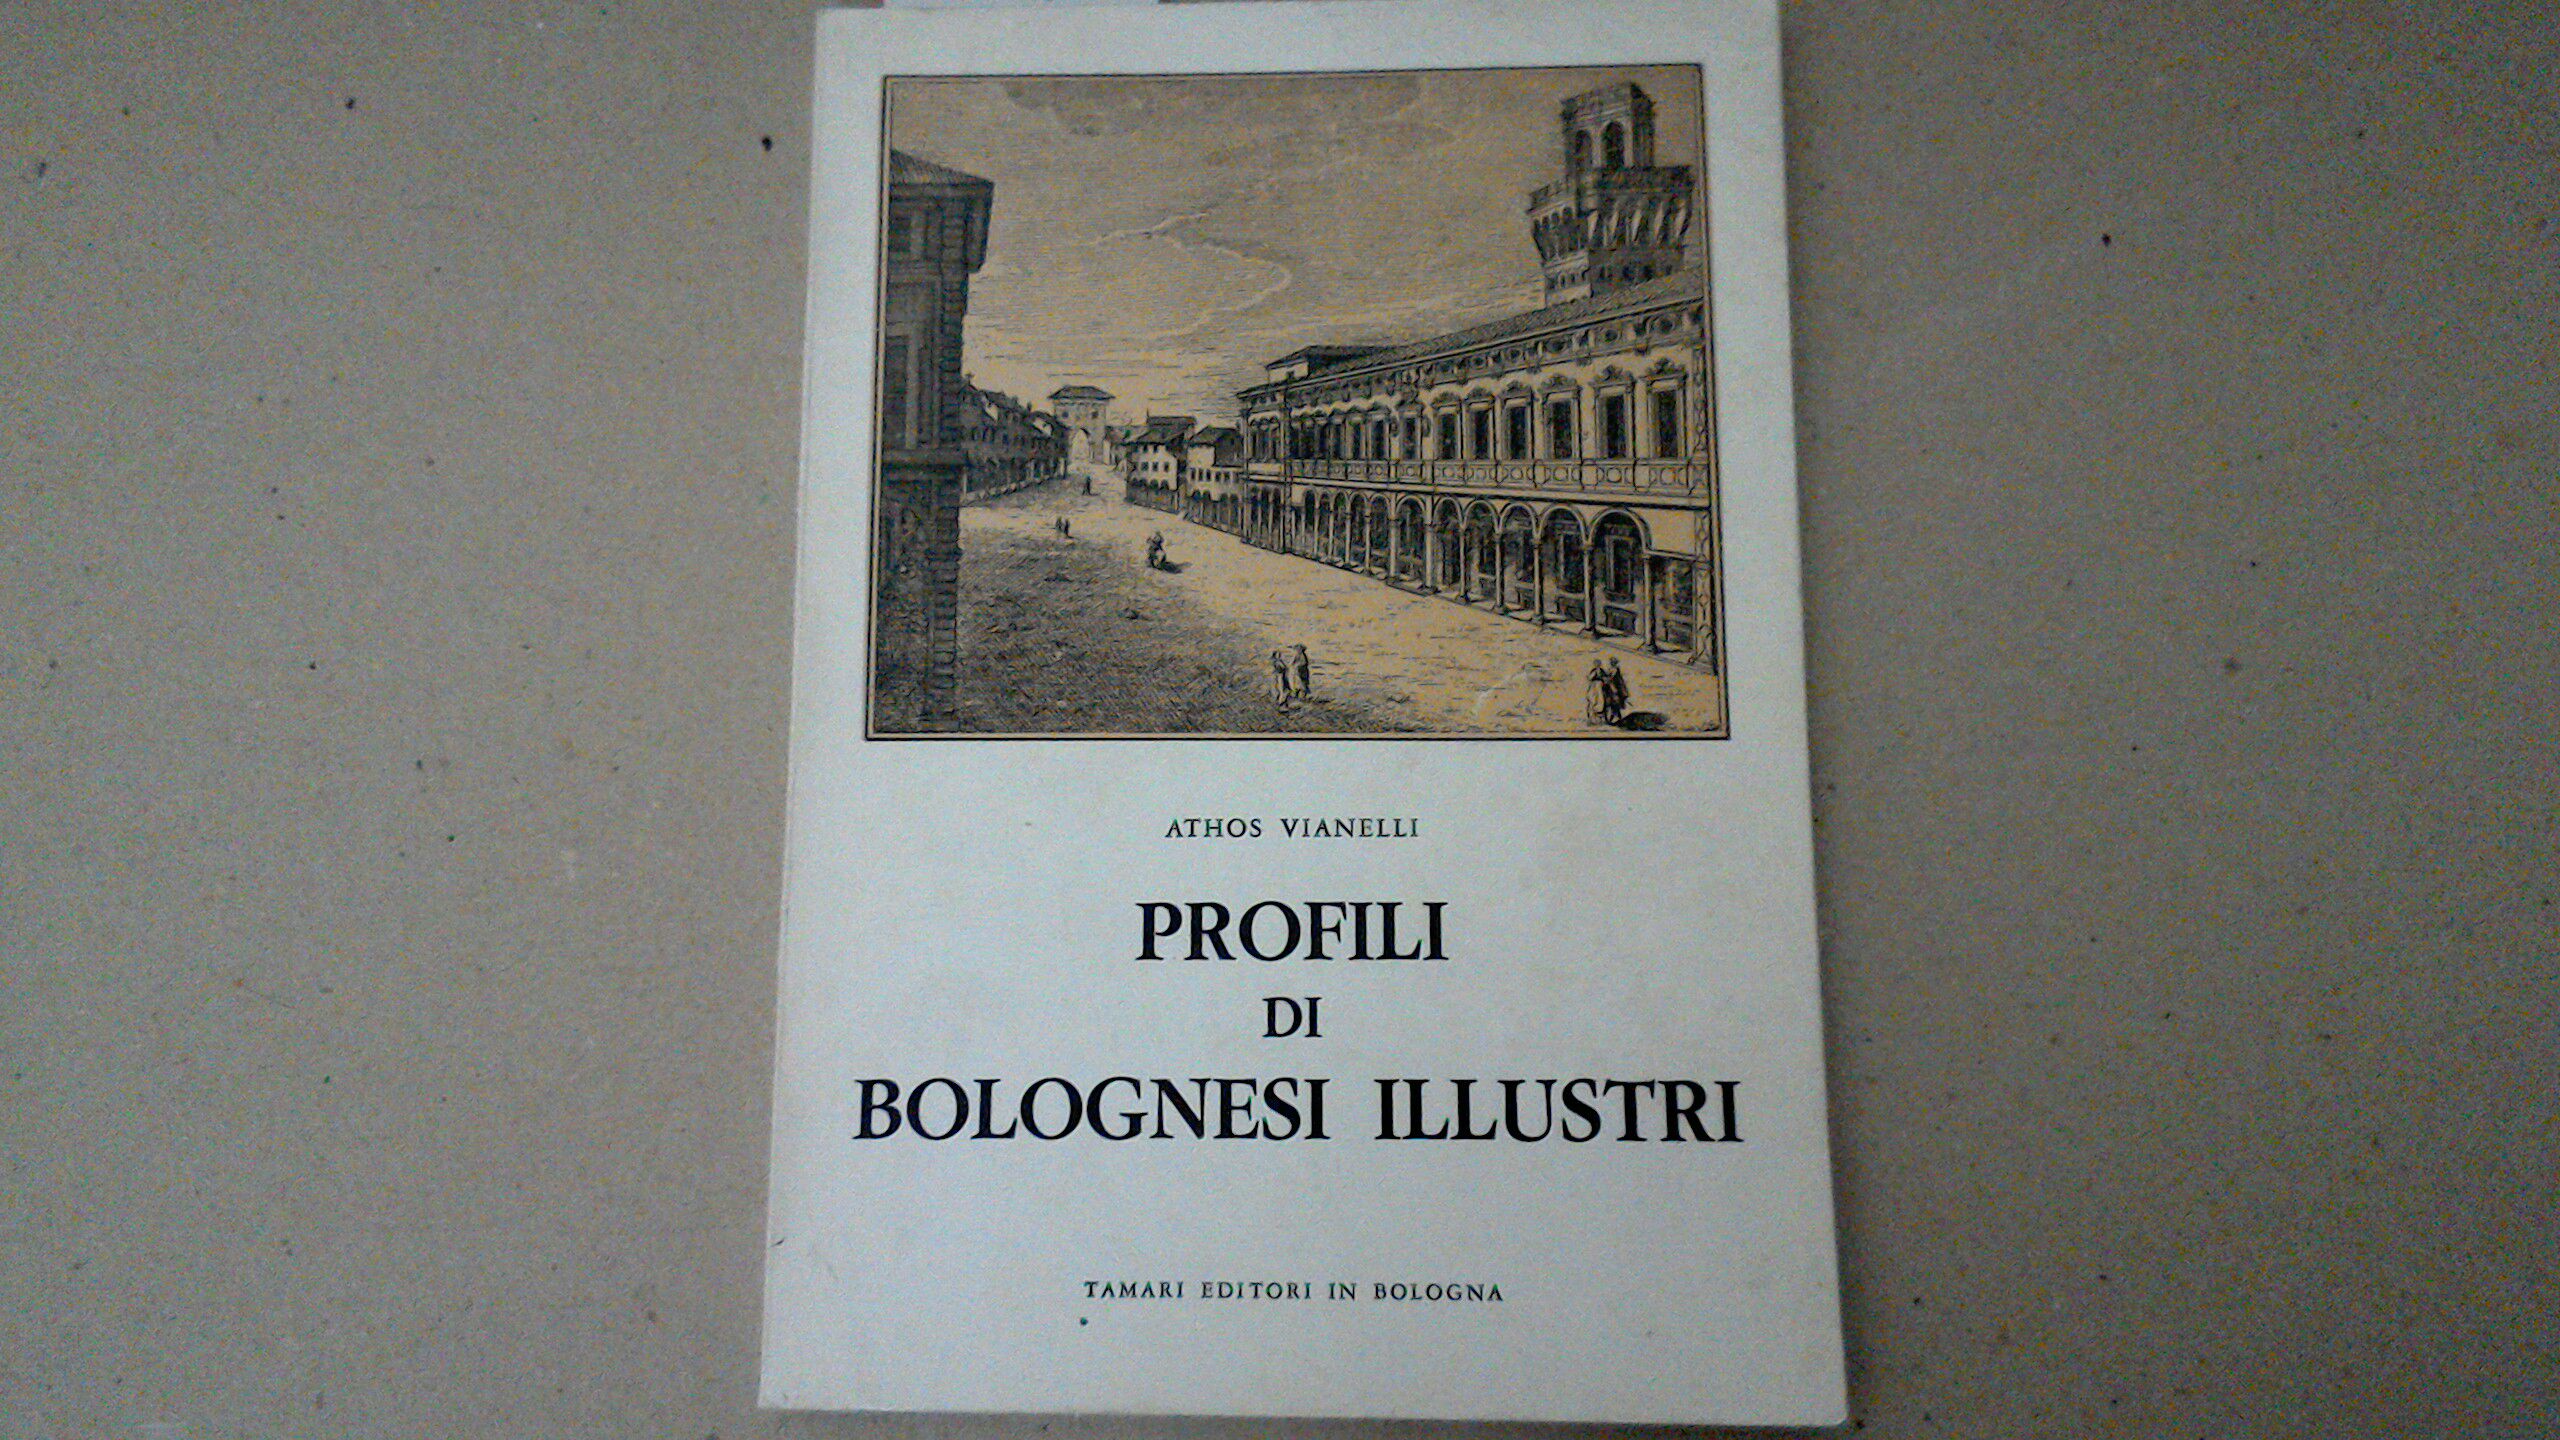 ATHOS VIANELLI
PROFILI
DI
BOLOGNESI ILLUSTRI
TAMARI EDITORI IN BOLOGNA